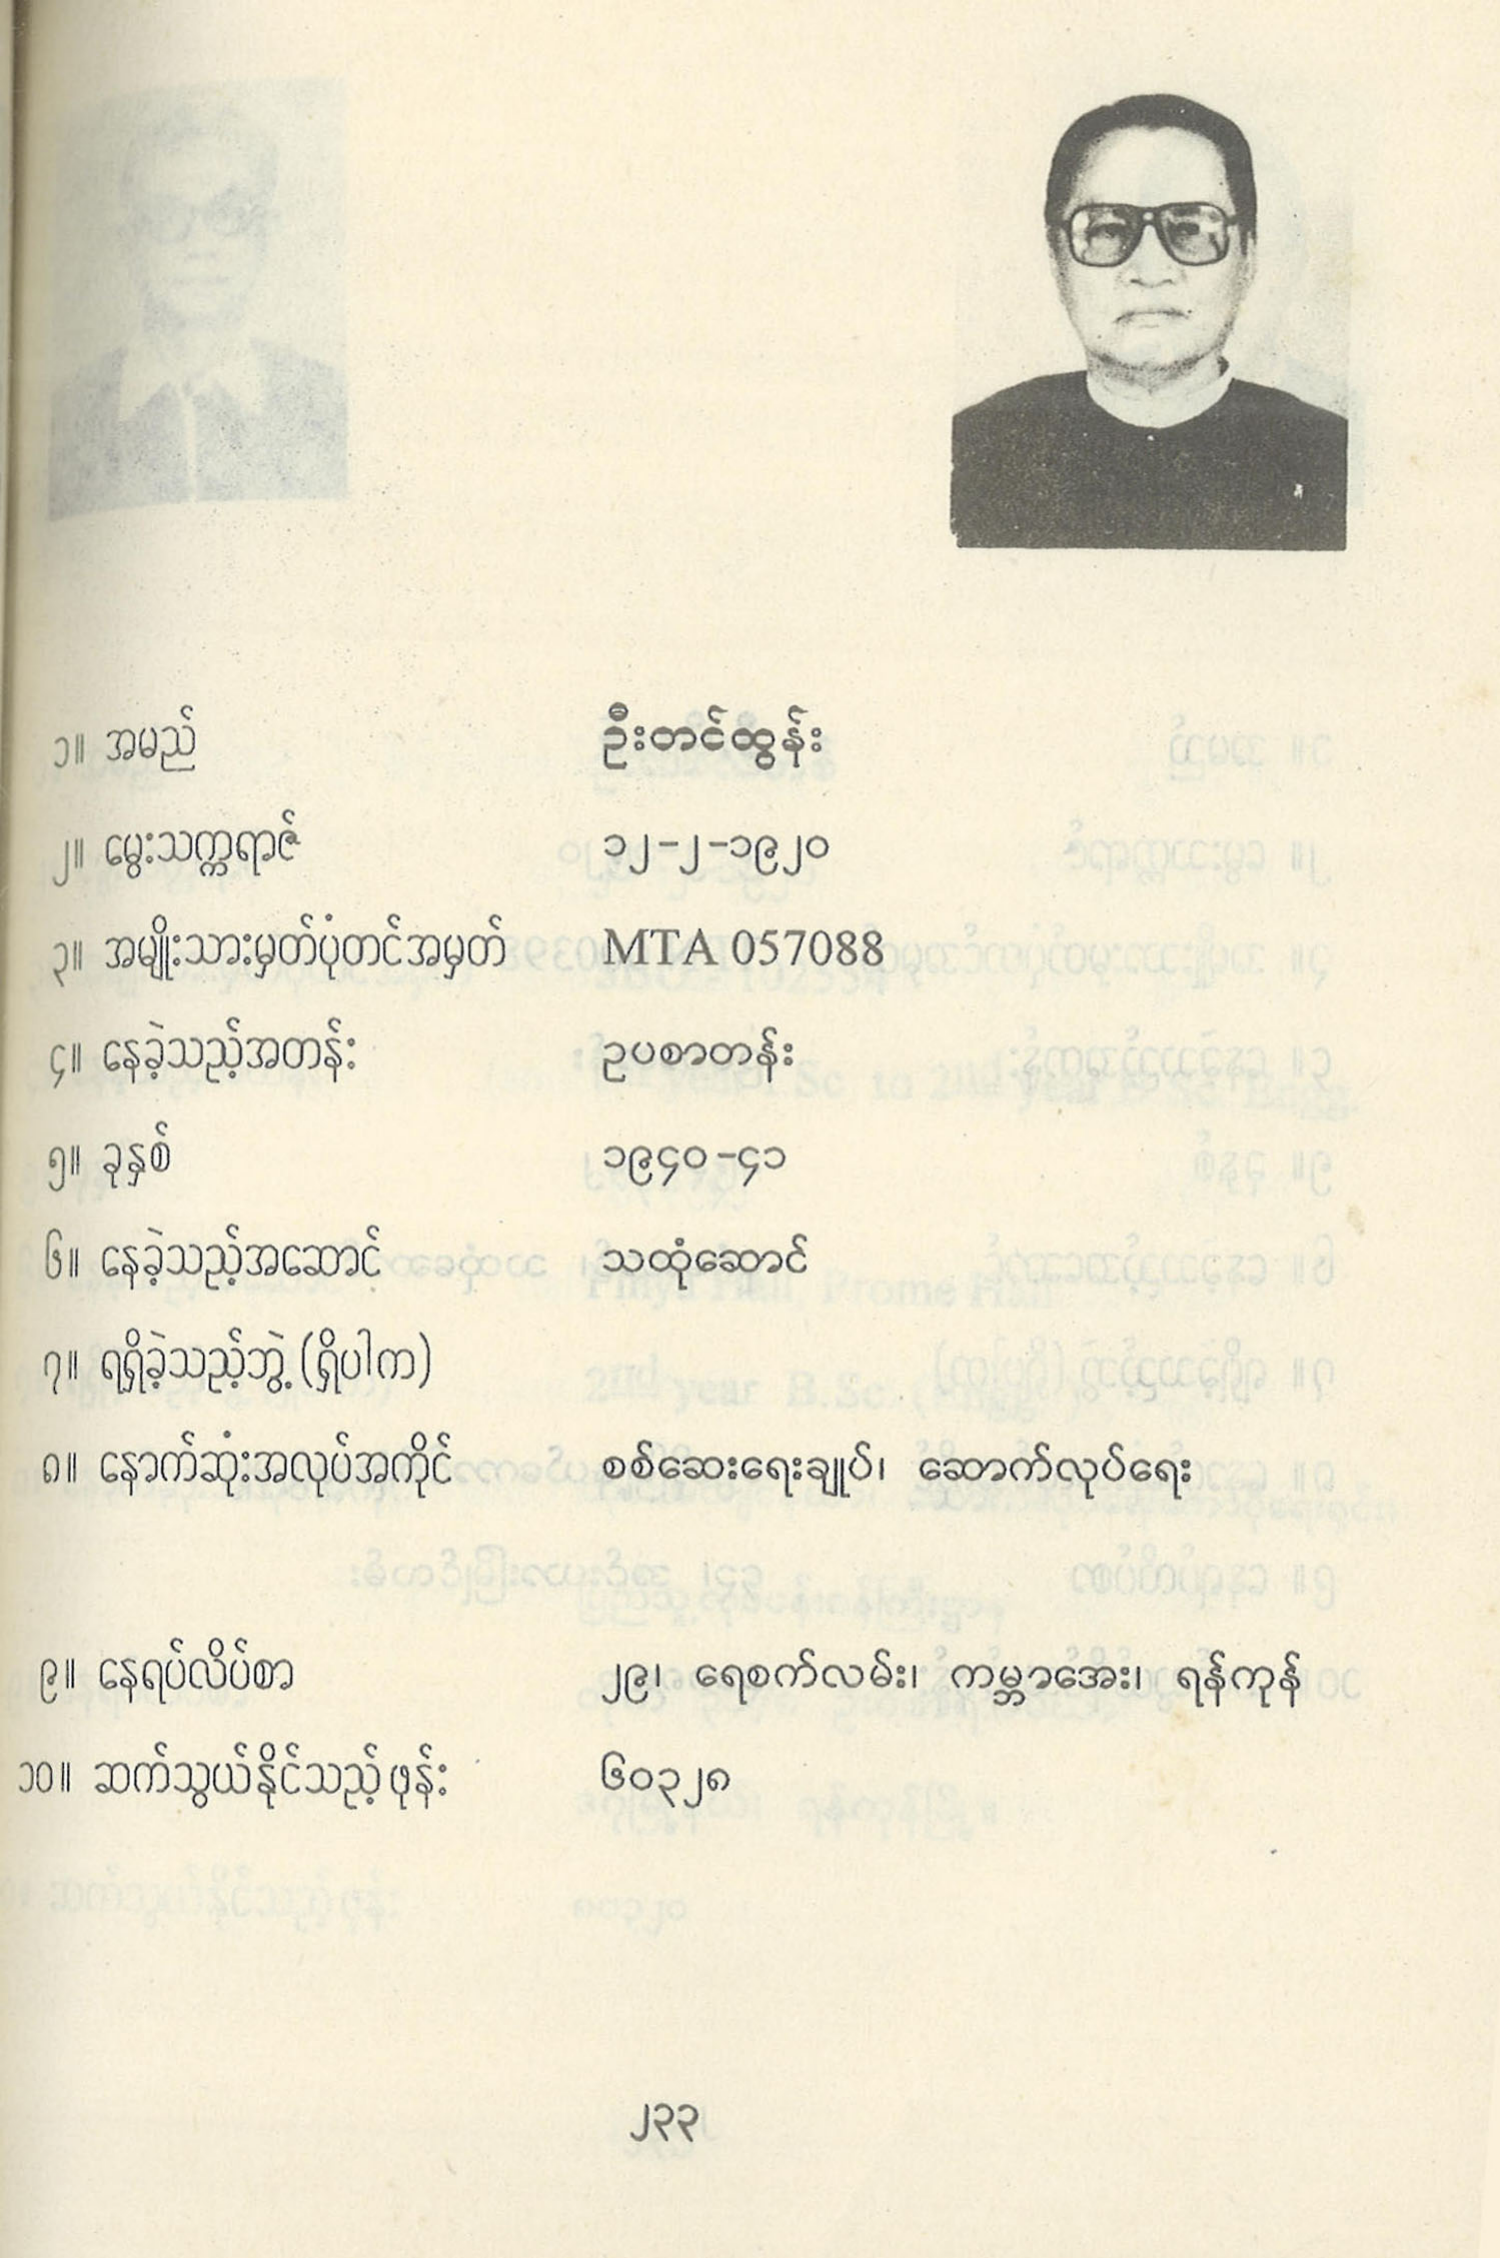 ၁။ အမည် ဦးတင်ထွန်း
၂။ မွေးသက္ကရာဇ် ၁၂-၂-၁၉၂၀
၃။ အမျိုးသားမှတ်ပုံတင်အမှတ် MTA 057088
၄။ နေခဲ့သည့်အတန်း ဥပစာတန်း
၅။ ခုနှစ် ၁၉၄၀-၄၁
၆။ နေခဲ့သည့်အဆောင် သထုံဆောင်
၇။ ရရှိခဲ့သည့်ဘွဲ့ (ရှိပါက)
၈။ နောက်ဆုံးအလုပ်အကိုင် စစ်ဆေးရေးချုပ်၊ ဆောက်လုပ်ရေး
၉။ နေရပ်လိပ်စာ ၂၉၊ ရေစက်လမ်း၊ ကမ္ဘာအေး၊ ရန်ကုန်
၁၀။ ဆက်သွယ်နိုင်သည့်ဖုန်း ၆၀၃၂၈
၂၃၃